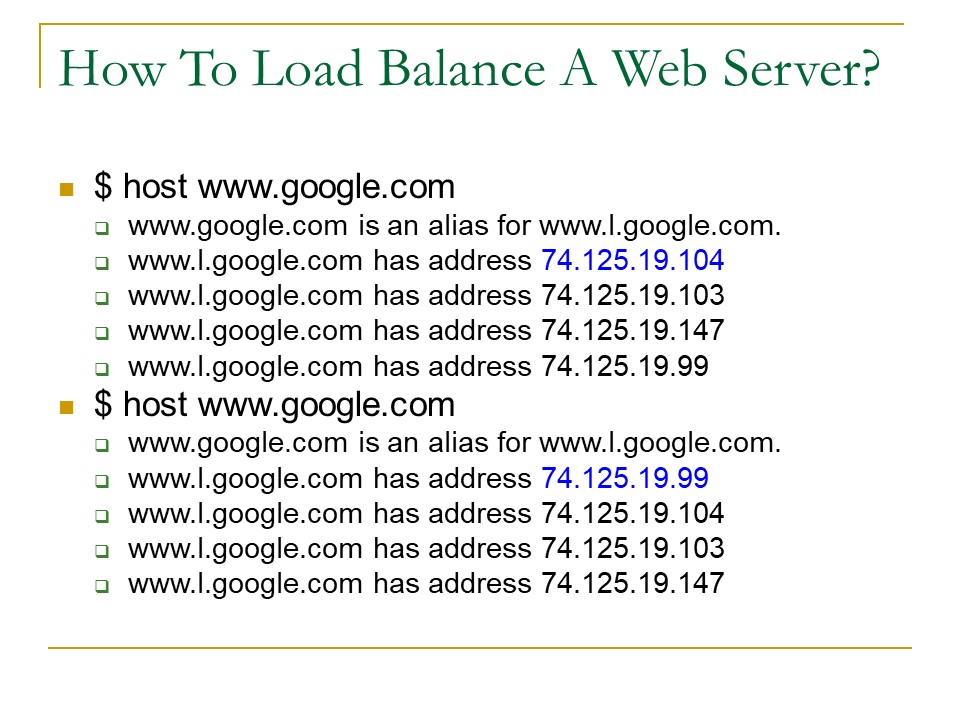 How To Load Balance A Web Server?
$ host www.google.com
www.google.com is an alias for www.l.google.com.
www.l.google.com has address 74.125.19.104
www.l.google.com has address 74.125.19.103
www.l.google.com has address 74.125.19.147
www.l.google.com has address 74.125.19.99
$ host www.google.com
www.google.com is an alias for www.l.google.com.
www.l.google.com has address 74.125.19.99
www.l.google.com has address 74.125.19.104
www.l.google.com has address 74.125.19.103
www.l.google.com has address 74.125.19.147